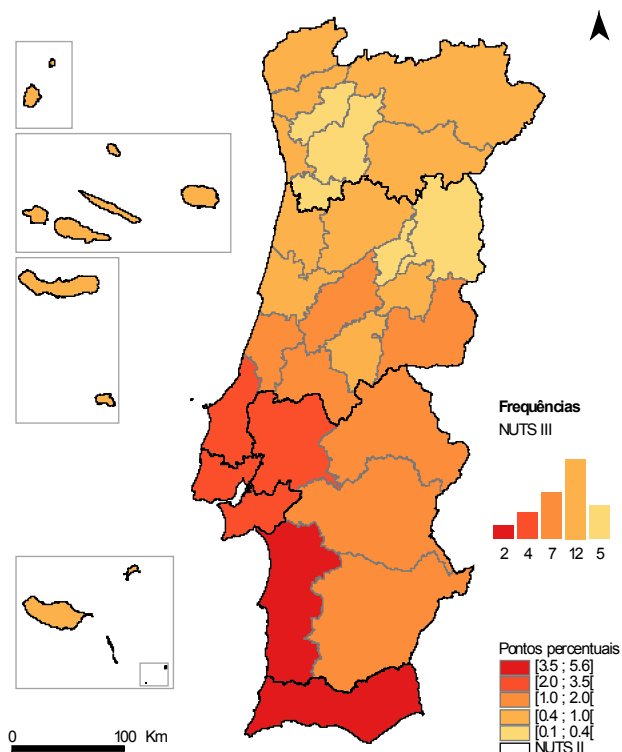 Frequências
NUTS III
2 4 7 12 5
Pontos percentuais
[3.5 ; 5.6]
[2.0 ; 3.5[
[1.0 ; 2.0[
[0.4 ; 1.0[
[0.1 ; 0.4[
NUTS II
0 100 Km